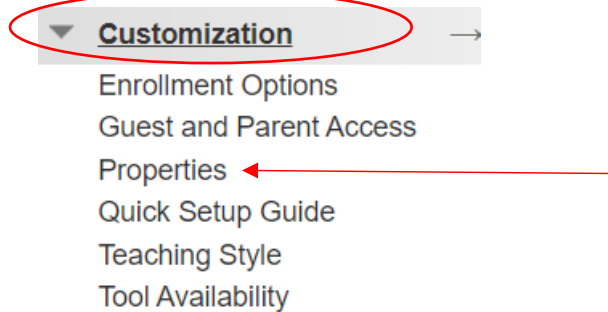 Customization
Enrollment Options
Guest and Parent Access
Properties
Quick Setup Guide
Teaching Style
Tool Availability